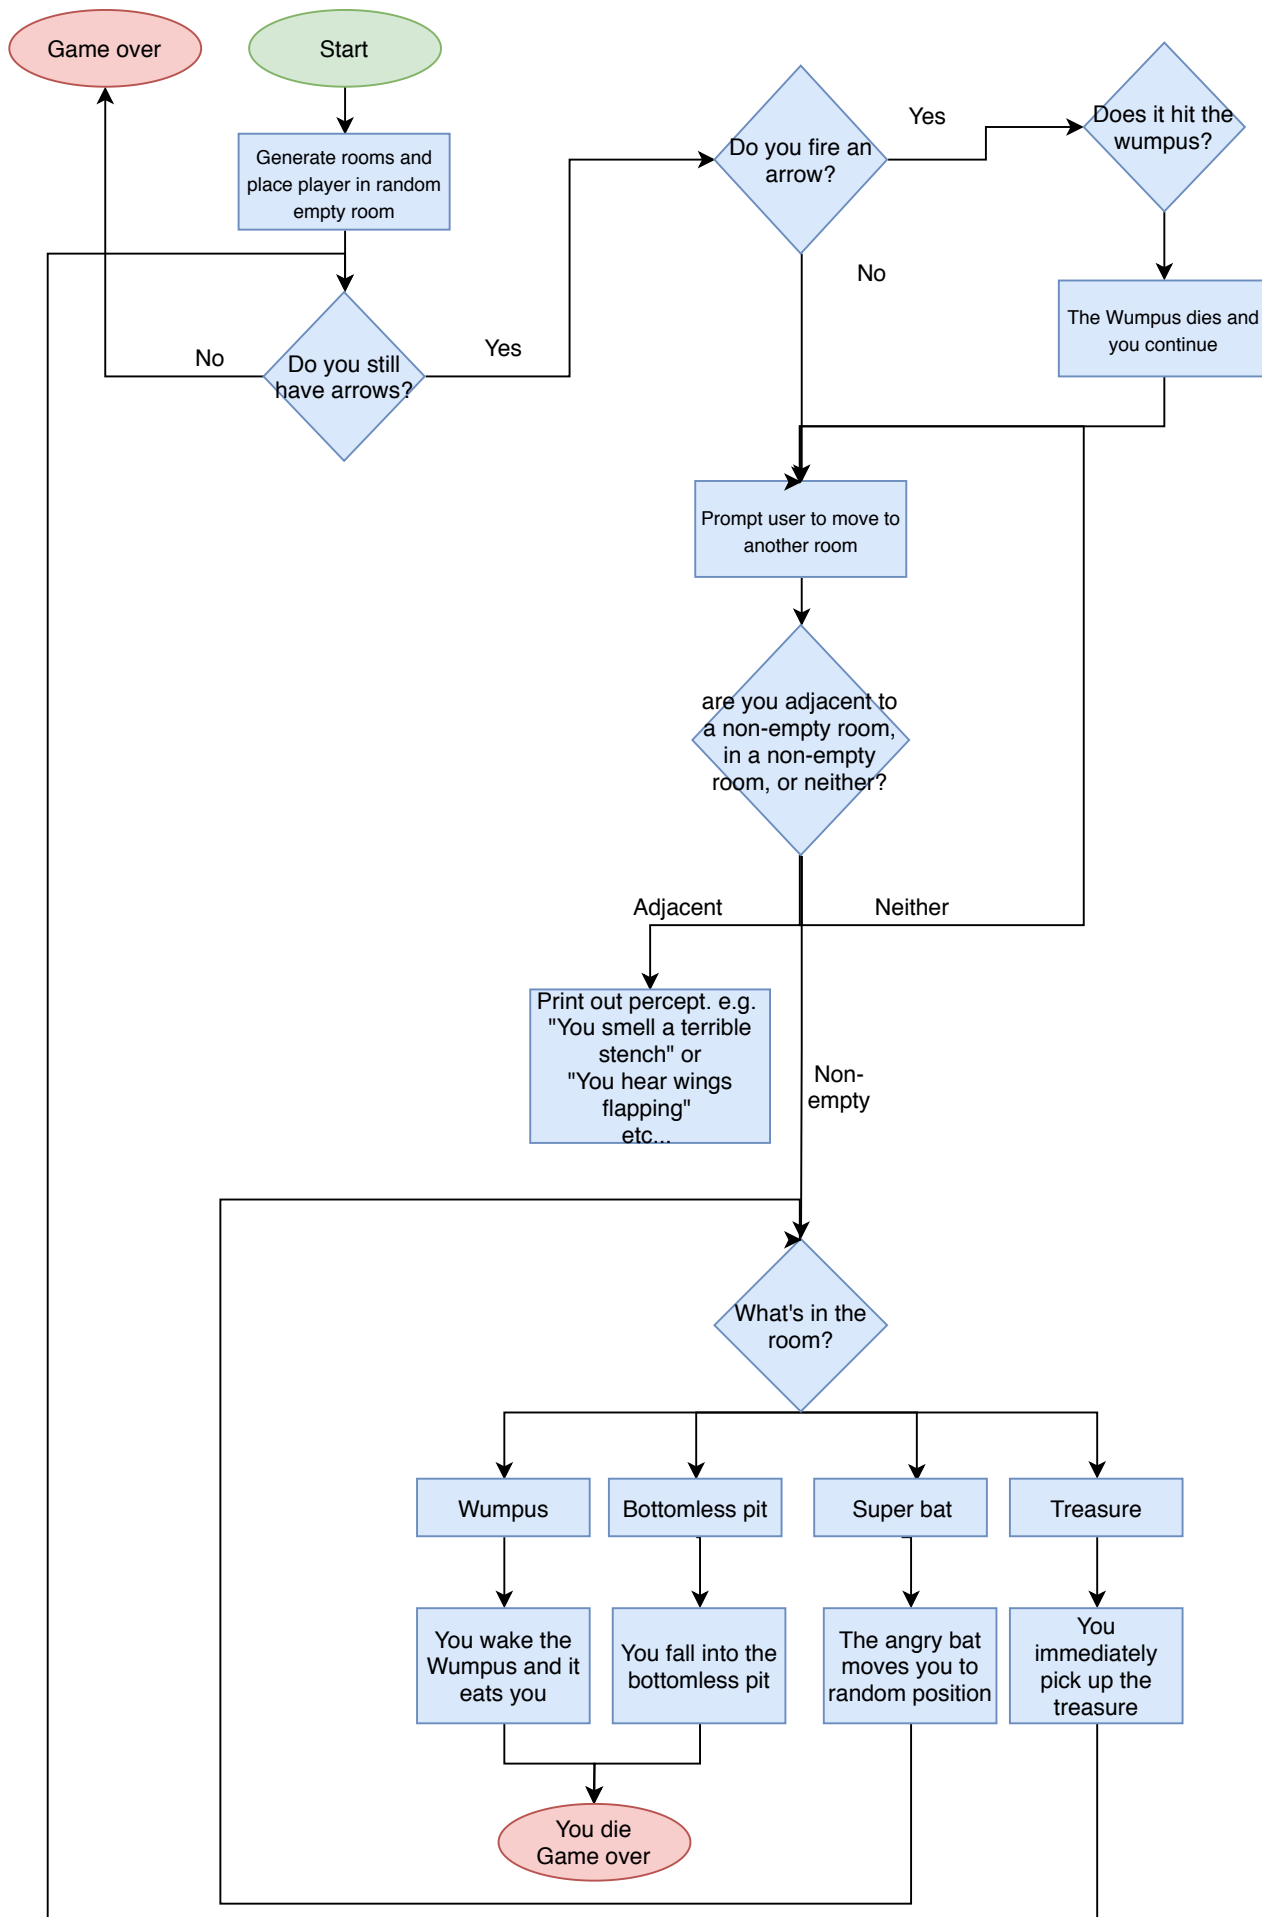 Game over
Start
Generate rooms and
place player in random
empty room
Do you still
have arrows?
No
Yes
Do you fire an
arrow?
Yes
No
Does it hit the
wumpus?
The Wumpus dies and
you continue
Prompt user to move to
another room
are you adjacent to
a non-empty room,
in a non-empty
room, or neither?
Adjacent
Neither
Print out percept. e.g.
"You smell a terrible
stench" or
"You hear wings
flapping"
etc...
Non-
empty
What's in the
room?
Wumpus
Bottomless pit
Super bat
Treasure
You wake the
Wumpus and it
eats you
You fall into the
bottomless pit
The angry bat
moves you to
random position
You
immediately
pick up the
treasure
You die
Game over